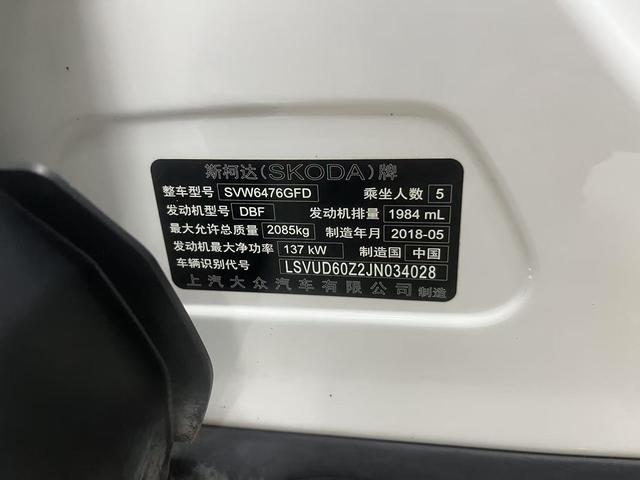 斯柯达(SKODA)牌
整车型号 SVW6476GFD 乘坐人数 5
发动机型号 DBF 发动机排量 1984 mL
最大允许总质量 2085kg 制造年月 2018-05
发动机最大净功率 137 kW 制造国 中国
车辆识别代号 LSVUD60Z2JN034028
上汽大众汽车有限公司 制造